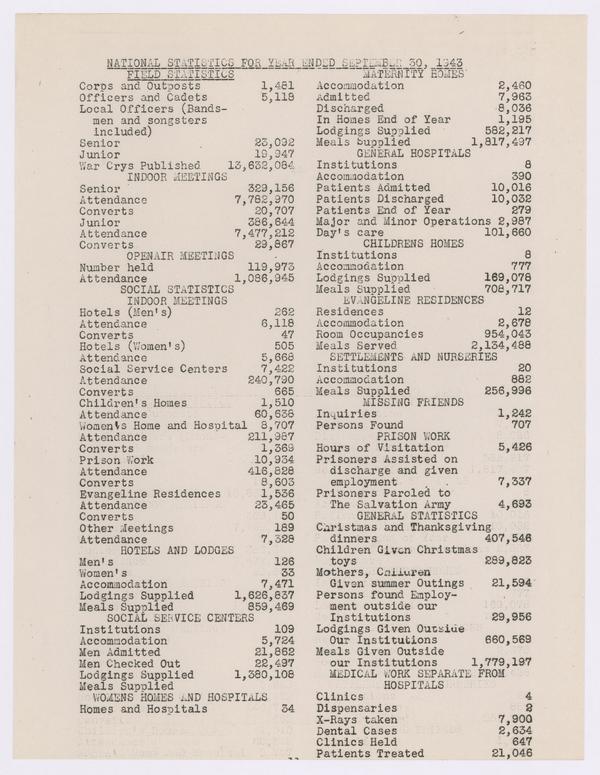 NATIONAL STATISTICS FOR YEAR ENDED SEPTEMBER 30, 1943
FIELD STATISTICS
Corps and Outposts 1,481
Officers and Cadets 5,118
Local Officers (Bands-
men and songsters
included)
Senior 23,092
Junior 19,947
War Crys Published 13,632,084
INDOOR MEETINGS
Senior 329,156
Attendance 7,782,970
Converts 20,707
Junior 386,644
Attendance 7,477,212
Converts 29,867
OPENAIR MEETINGS
Number held 119,973
Attendance 1,086,945
SOCIAL STATISTICS
INDOOR MEETINGS
Hotels (Men's) 262
Attendance 6,118
Converts 47
Hotels (Women's) 505
Attendance 5,668
Social Service Centers 7,422
Attendance 240,790
Converts 665
Children's Homes 1,510
Attendance 60,638
Women's Home and Hospital 8,707
Attendance 211,987
Converts 1,369
Prison Work 10,934
Attendance 416,828
Converts 8,603
Evangeline Residences 1,536
Attendance 23,465
Converts 50
Other Meetings 189
Attendance 7,328
HOTELS AND LODGES
Men's 126
Women's 33
Accommodation 7,471
Lodgings Supplied 1,626,837
Meals Supplied 859,469
SOCIAL SERVICE CENTERS
Institutions 109
Accommodation 5,724
Men Admitted 21,862
Men Checked Out 22,497
Lodgings Supplied 1,380,108
Meals Supplied
WOMENS HOMES AND HOSPITALS
Homes and Hospitals 34
MATERNITY HOMES
Accommodation 2,460
Admitted 7,963
Discharged 8,036
In Homes End of Year 1,195
Lodgings Supplied 582,217
Meals Supplied 1,817,497
GENERAL HOSPITALS
Institutions 8
Accommodation 390
Patients Admitted 10,016
Patients Discharged 10,032
Patients End of Year 279
Major and Minor Operations 2,987
Day's care 101,660
CHILDRENS HOMES
Institutions 8
Accommodation 777
Lodgings Supplied 169,078
Meals Supplied 708,717
EVANGELINE RESIDENCES
Residences 12
Accommodation 2,678
Room Occupancies 954,043
Meals Served 2,134,488
SETTLEMENTS AND NURSERIES
Institutions 20
Accommodation 882
Meals Supplied 256,996
MISSING FRIENDS
Inquiries 1,242
Persons Found 707
PRISON WORK
Hours of Visitation 5,426
Prisoners Assisted on
discharge and given
employment 7,337
Prisoners Paroled to
The Salvation Army 4,693
GENERAL STATISTICS
Christmas and Thanksgiving
dinners 407,546
Children Given Christmas
toys 289,823
Mothers, Children
Given summer Outings 21,594
Persons found Employ-
ment outside our
Institutions 29,956
Lodgings Given Outside
Our Institutions 660,569
Meals Given Outside
our Institutions 1,779,197
MEDICAL WORK SEPARATE FROM
HOSPITALS
Clinics 4
Dispensaries 2
X-Rays taken 7,900
Dental Cases 2,634
Clinics Held 647
Patients Treated 21,046